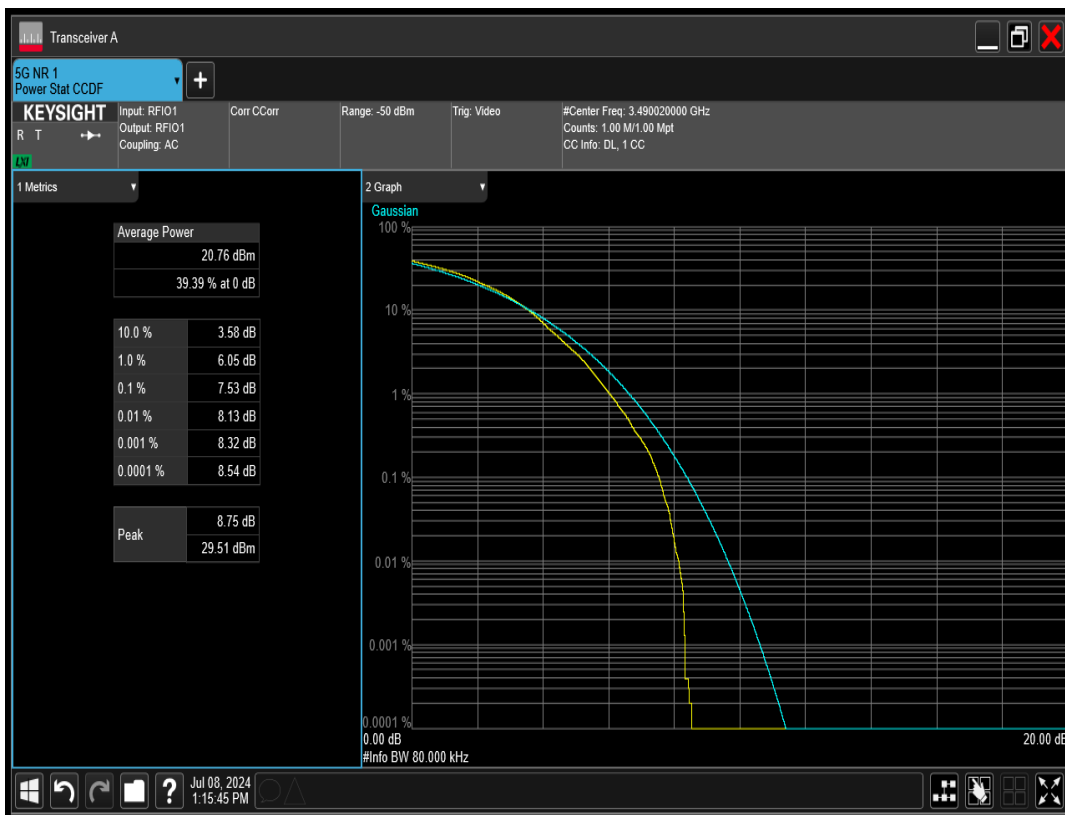 Transceiver A
5G NR 1
Power Stat CCDF
+
KEYSIGHT
R T
LXI
Input: RFIO1
Output: RFIO1
Coupling: AC
Corr CCorr
Range: -50 dBm
Trig: Video
#Center Freq: 3.490020000 GHz
Counts: 1.00 M/1.00 Mpt
CC Info: DL, 1 CC
1 Metrics
Average Power
20.76 dBm
39.39 % at 0 dB
10.0 % 3.58 dB
1.0 % 6.05 dB
0.1 % 7.53 dB
0.01 % 8.13 dB
0.001 % 8.32 dB
0.0001 % 8.54 dB
Peak 8.75 dB
29.51 dBm
2 Graph
Gaussian
100 %
10 %
1 %
0.1 %
0.01 %
0.001 %
0.0001 %
0.00 dB 20.00 dB
#Info BW 80.000 kHz
?
Jul 08, 2024
1:15:45 PM